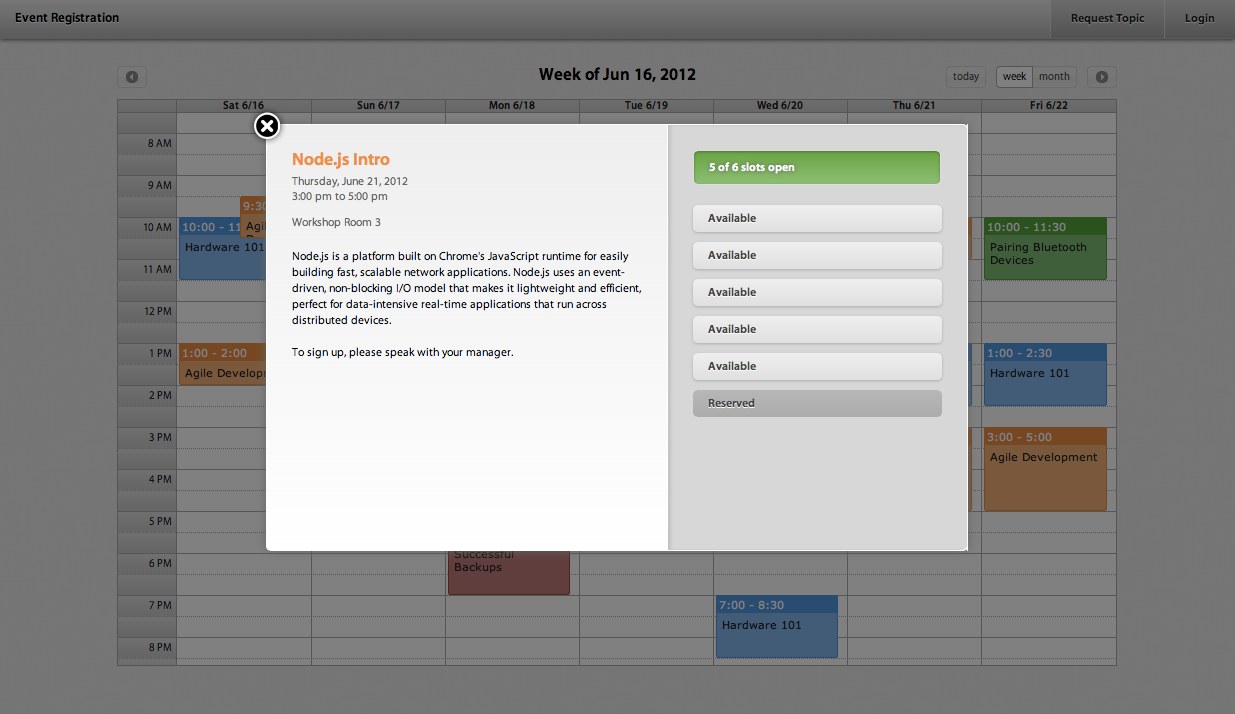 Event Registration
Request Topic
Login
Week of Jun 16, 2012
today
week
month
Sat 6/16
Sun 6/17
Mon 6/18
Tue 6/19
Wed 6/20
Thu 6/21
Fri 6/22
8 AM
9 AM
10 AM
11 AM
12 PM
1 PM
2 PM
3 PM
4 PM
5 PM
6 PM
7 PM
8 PM
9:30
Agil
10:00 - 11
Hardware 101
1:00 - 2:00
Agile Develop
Node.js Intro
Thursday, June 21, 2012
3:00 pm to 5:00 pm
Workshop Room 3
Node.js is a platform built on Chrome's JavaScript runtime for easily
building fast, scalable network applications. Node.js uses an event-
driven, non-blocking I/O model that makes it lightweight and efficient,
perfect for data-intensive real-time applications that run across
distributed devices.
To sign up, please speak with your manager.
5 of 6 slots open
Available
Available
Available
Available
Available
Reserved
Successful
Backups
7:00 - 8:30
Hardware 101
10:00 - 11:30
Pairing Bluetooth
Devices
1:00 - 2:30
Hardware 101
3:00 - 5:00
Agile Development